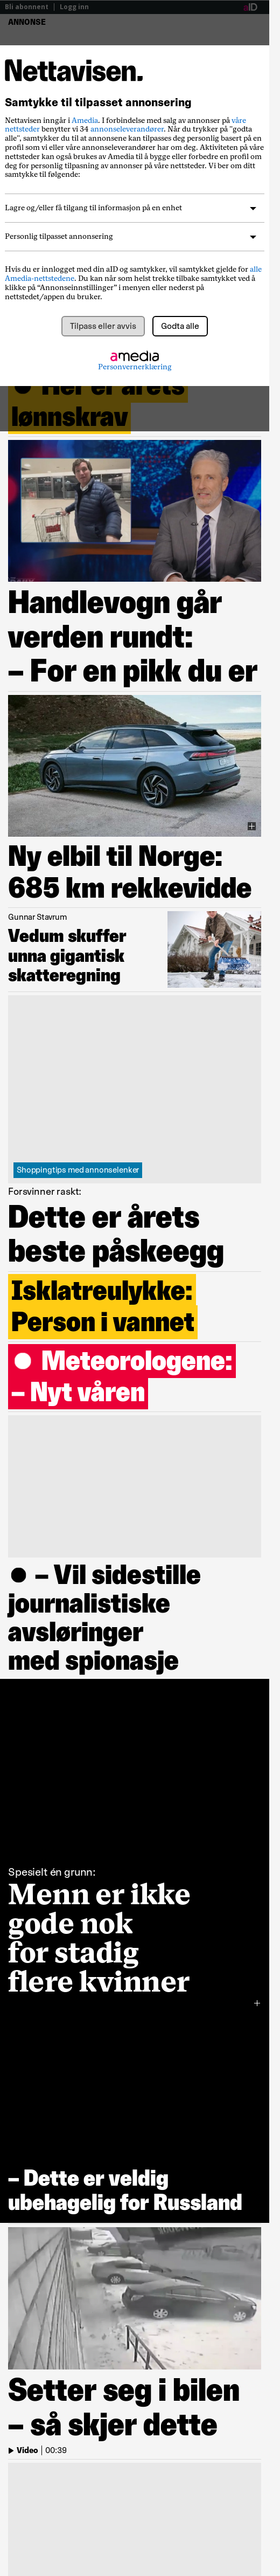 Bli abonnent | Logg inn
aID
ANNONSE
Nettavisen.
Samtykke til tilpasset annonsering
Nettavisen inngår i Amedia. I forbindelse med salg av annonser på våre
nettsteder benytter vi 34 annonseleverandører. Når du trykker på "godta
alle", samtykker du til at annonser kan tilpasses deg personlig basert på en
profil som vi eller våre annonseleverandører har om deg. Aktiviteten på våre
nettsteder kan også brukes av Amedia til å bygge eller forbedre en profil om
deg for personlig tilpasning av annonser på våre nettsteder. Vi ber om ditt
samtykke til følgende:
Lagre og/eller få tilgang til informasjon på en enhet
Personlig tilpasset annonsering
Hvis du er innlogget med din aID og samtykker, vil samtykket gjelde for alle
Amedia-nettstedene. Du kan når som helst trekke tilbake samtykket ved å
klikke på “Annonseinnstillinger” i menyen eller nederst på
nettstedet/appen du bruker.
Tilpass eller avvis
Godta alle
amedia
Personvernerklæring
Her er årets
lønnskrav
Handlevogn går
verden rundt:
– For en pikk du er
Ny elbil til Norge:
685 km rekkevidde
Gunnar Stavrum
Vedum skuffer
unna gigantisk
skatteregning
Shoppingtips med annonselenker
Forsvinner raskt:
Dette er årets
beste påskeegg
Isklatreulykke:
Person i vannet
Meteorologene:
– Nyt våren
– Vil sidestille
journalistiske
avsløringer
med spionasje
Spesielt én grunn:
Menn er ikke
gode nok
for stadig
flere kvinner
– Dette er veldig
ubehagelig for Russland
Setter seg i bilen
– så skjer dette
Video | 00:39